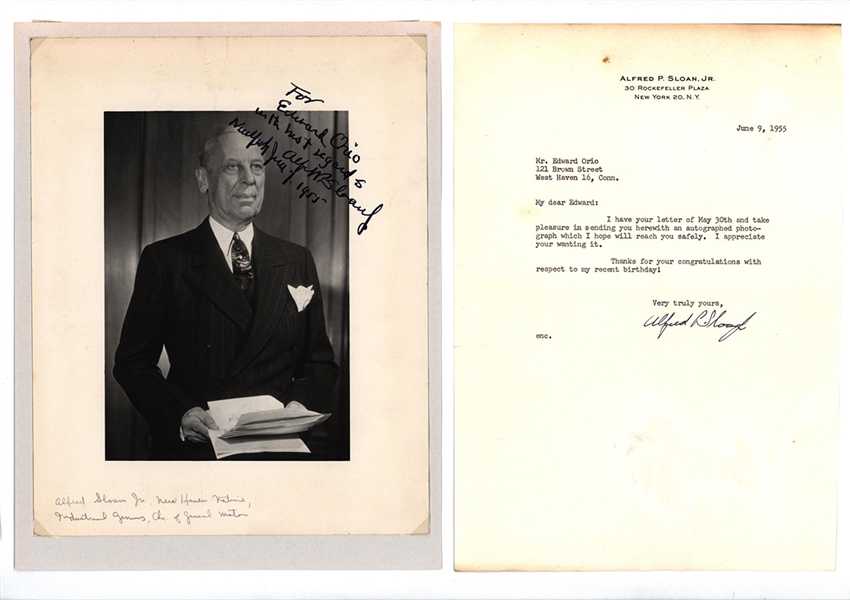 For
Edward Orio
with best regards
Alfred P. Sloan Jr
1955
Alfred Sloan Jr. New Haven Native,
Industrial Genius, Ch. of General Motors
ALFRED P. SLOAN, JR.
30 ROCKEFELLER PLAZA
NEW YORK 20, N.Y.
June 9, 1955
Mr. Edward Orio
121 Brown Street
West Haven 16, Conn.
My dear Edward:
I have your letter of May 30th and take
pleasure in sending you herewith an autographed photo-
graph which I hope will reach you safely. I appreciate
your wanting it.
Thanks for your congratulations with
respect to my recent birthday!
Very truly yours,
Alfred P. Sloan Jr
enc.